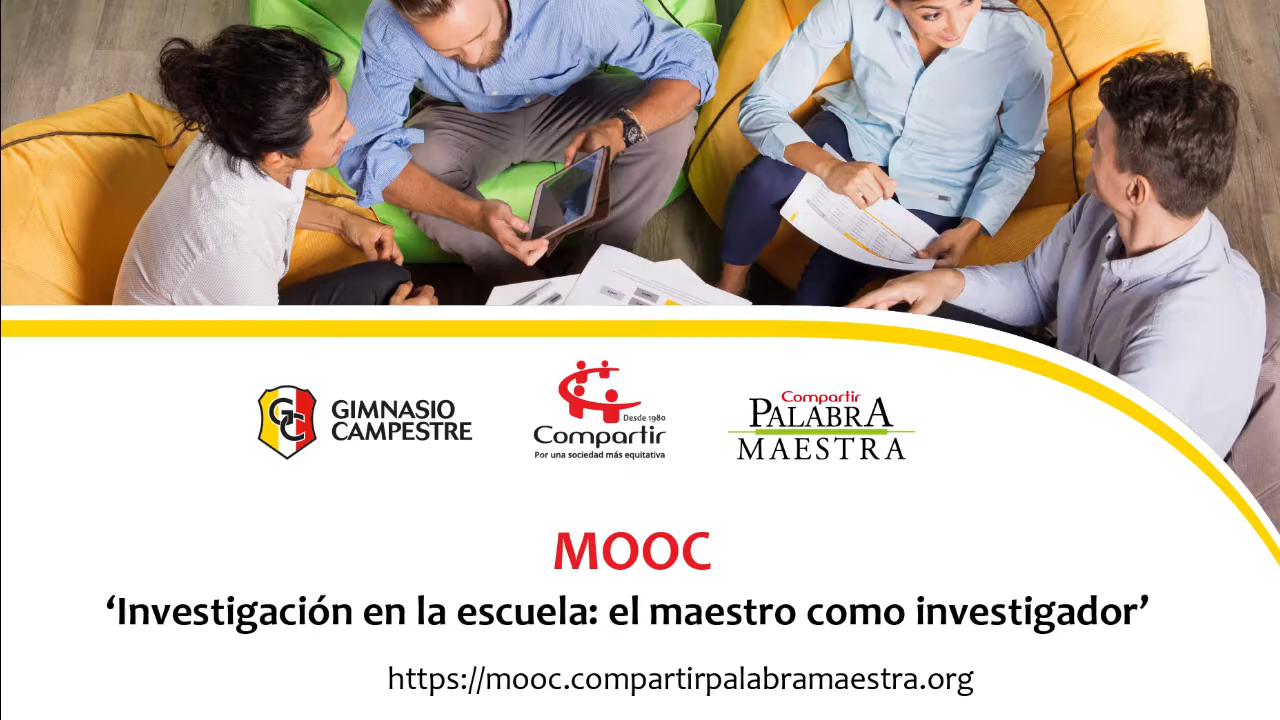 GC
GIMNASIO
CAMPESTRE
Desde 1980
Compartir
Por una sociedad más equitativa
Compartir
PALABRA
MAESTRA
MOOC
‘Investigación en la escuela: el maestro como investigador’
https://mooc.compartirpalabramaestra.org